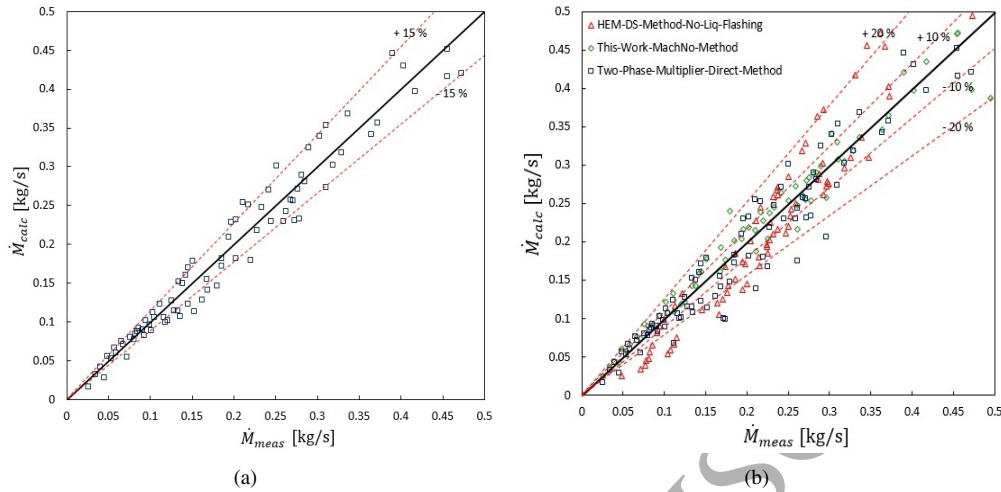 0.5
0.45
0.4
0.35
0.3
0.25
0.2
0.15
0.1
0.05
0
Ṁcalc [kg/s]
+ 15 %
- 15 %
0 0.05 0.1 0.15 0.2 0.25 0.3 0.35 0.4 0.45 0.5
Ṁmeas [kg/s]
(a)
0.5
0.45
0.4
0.35
0.3
0.25
0.2
0.15
0.1
0.05
0
Ṁcalc [kg/s]
HEM-DS-Method-No-Liq-Flashing
This-Work-MachNo-Method
Two-Phase-Multiplier-Direct-Method
+ 20 %
+ 10 %
- 10 %
- 20 %
0 0.05 0.1 0.15 0.2 0.25 0.3 0.35 0.4 0.45 0.5
Ṁmeas [kg/s]
(b)